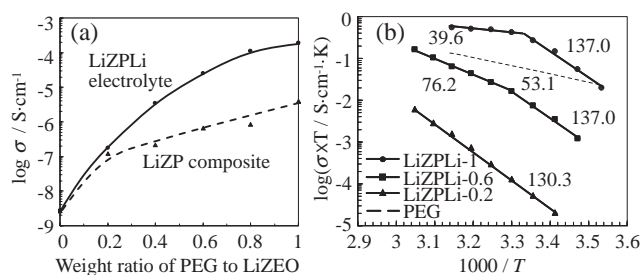 (a)
LiZPLi
electrolyte
LiZP composite
log σ / S·cm⁻¹
-3
-4
-5
-6
-7
-8
-9
0 0.2 0.4 0.6 0.8 1
Weight ratio of PEG to LiZEO
(b)
39.6
137.0
76.2
53.1
137.0
130.3
LiZPLi-1
LiZPLi-0.6
LiZPLi-0.2
PEG
log(σ×T / S·cm⁻¹·K)
0
-1
-2
-3
-4
-5
2.9 3 3.1 3.2 3.3 3.4 3.5 3.6
1000 / T